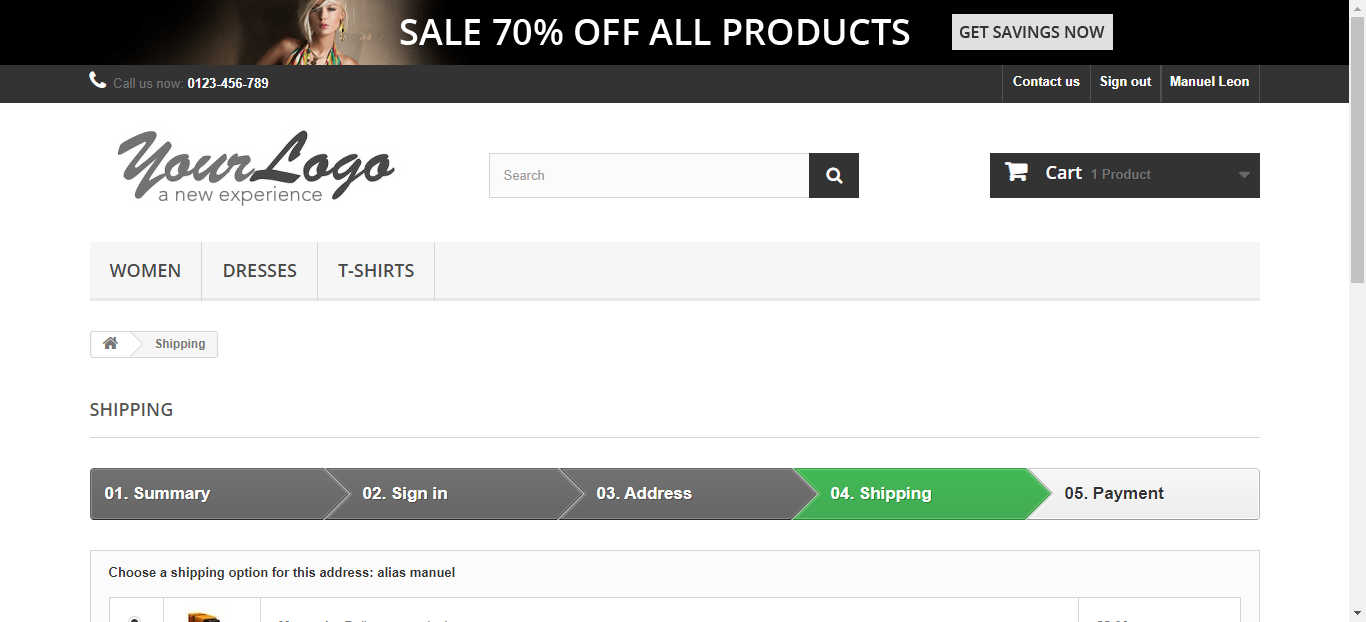 SALE 70% OFF ALL PRODUCTS GET SAVINGS NOW
Call us now: 0123-456-789 Contact us Sign out Manuel Leon
YourLogo
a new experience
Search
Cart 1 Product
WOMEN DRESSES T-SHIRTS
Shipping
SHIPPING
01. Summary 02. Sign in 03. Address 04. Shipping 05. Payment
Choose a shipping option for this address: alias manuel